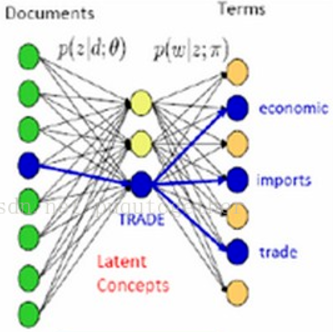 Documents
Terms
p(z|d;θ) p(w|z;π)
economic
imports
TRADE
trade
Latent
Concepts